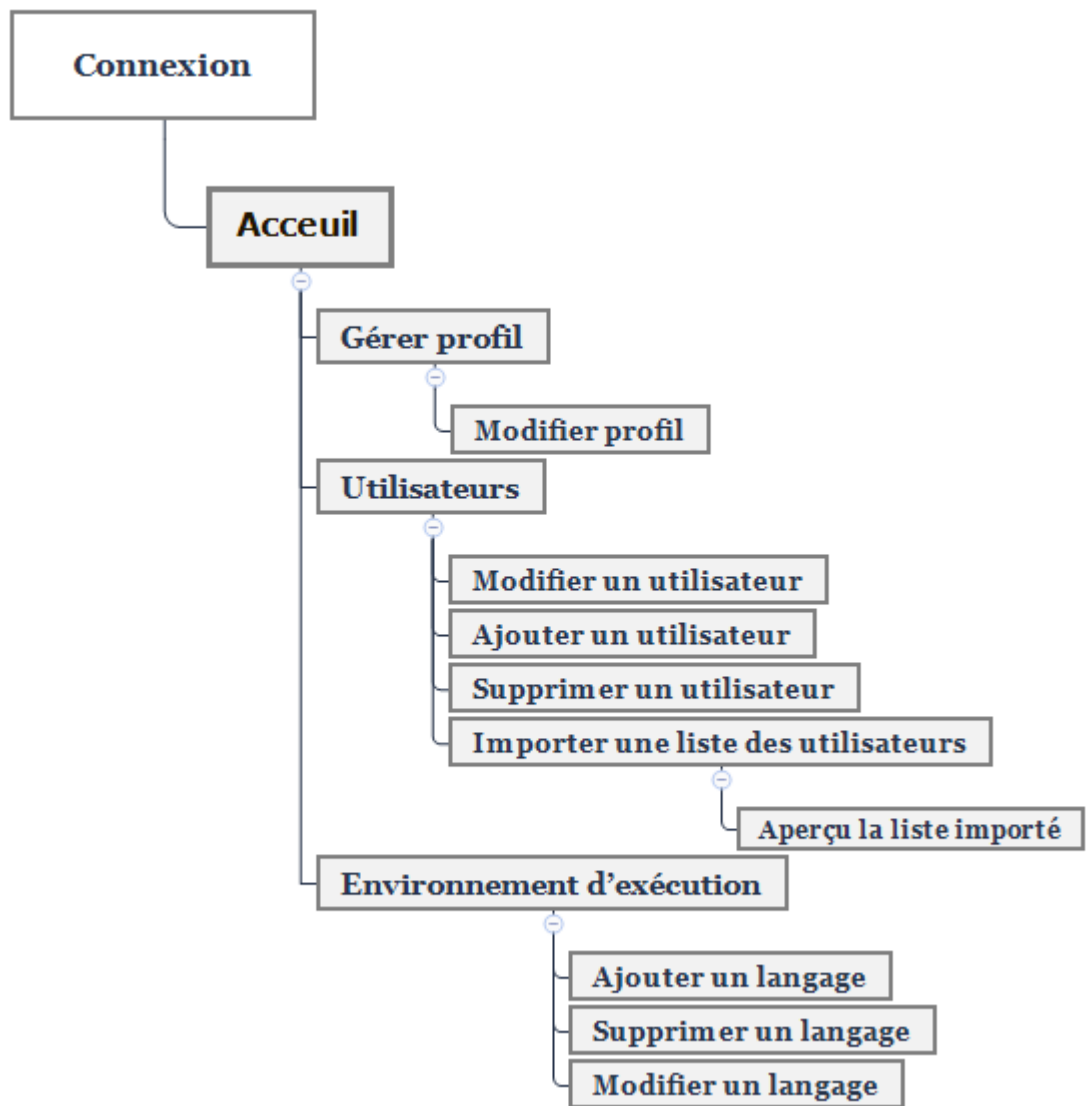 Connexion
Acceuil
Gérer profil
Modifier profil
Utilisateurs
Modifier un utilisateur
Ajouter un utilisateur
Supprimer un utilisateur
Importer une liste des utilisateurs
Aperçu la liste importé
Environnement d’exécution
Ajouter un langage
Supprimer un langage
Modifier un langage